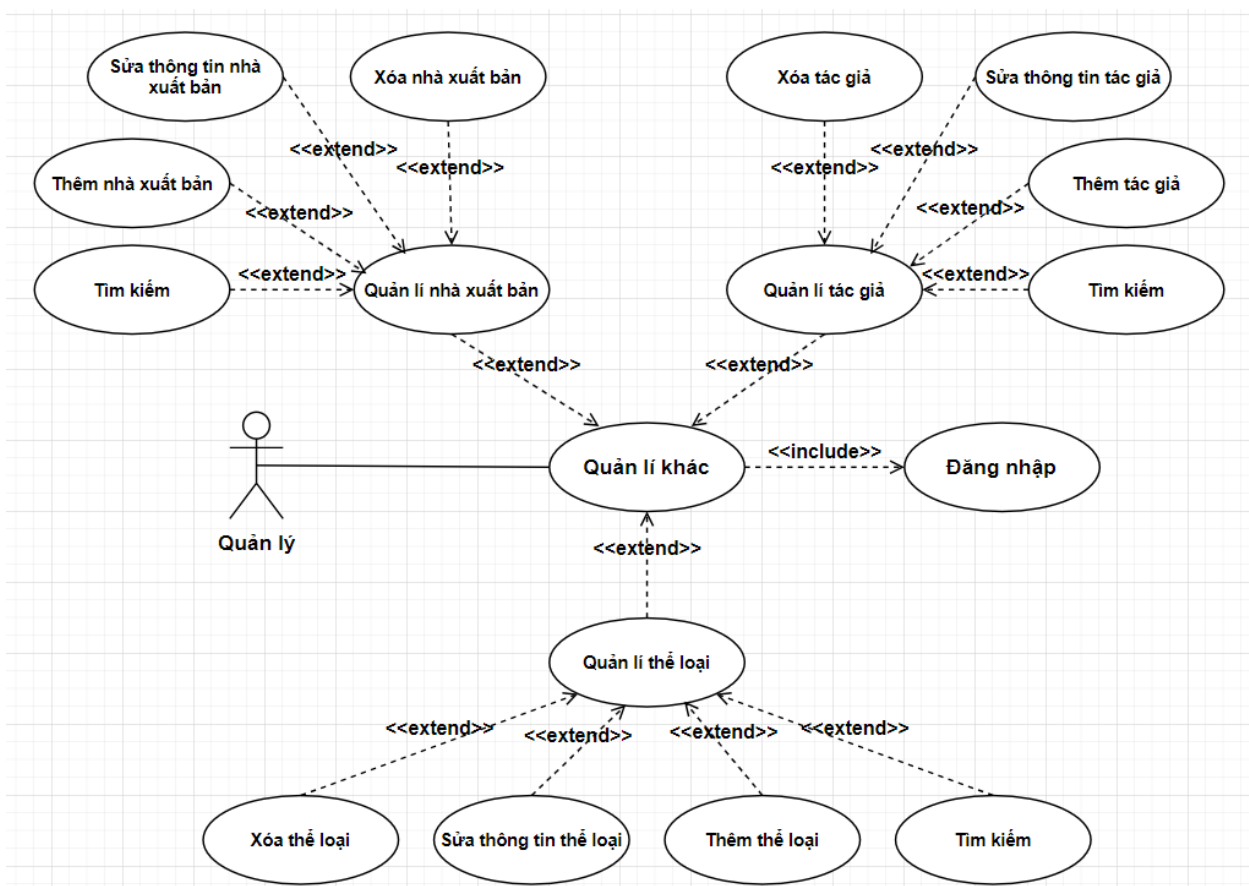 Sửa thông tin nhà
xuất bản
Xóa nhà xuất bản
Xóa tác giả
Sửa thông tin tác giả
<<extend>>
<<extend>>
<<extend>>
<<extend>>
Thêm nhà xuất bản
Thêm tác giả
<<extend>>
<<extend>>
Tìm kiếm
<<extend>>
Quản lí nhà xuất bản
Quản lí tác giả
<<extend>>
Tìm kiếm
<<extend>>
<<extend>>
Quản lí khác
<<include>>
Đăng nhập
Quản lý
<<extend>>
Quản lí thể loại
<<extend>>
<<extend>>
<<extend>>
<<extend>>
Xóa thể loại
Sửa thông tin thể loại
Thêm thể loại
Tìm kiếm